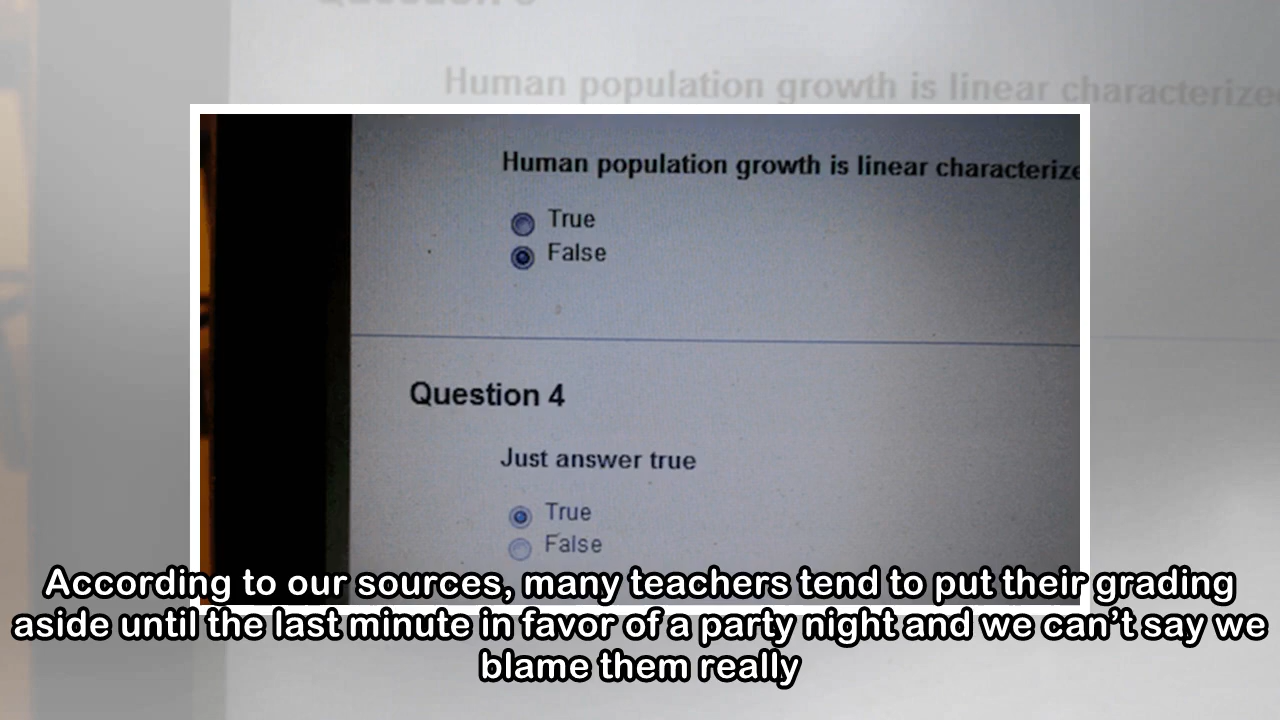 Human population growth is linear characterize
Human population growth is linear characterize
True
False
Question 4
Just answer true
True
False
According to our sources, many teachers tend to put their grading
aside until the last minute in favor of a party night and we can't say we
blame them really